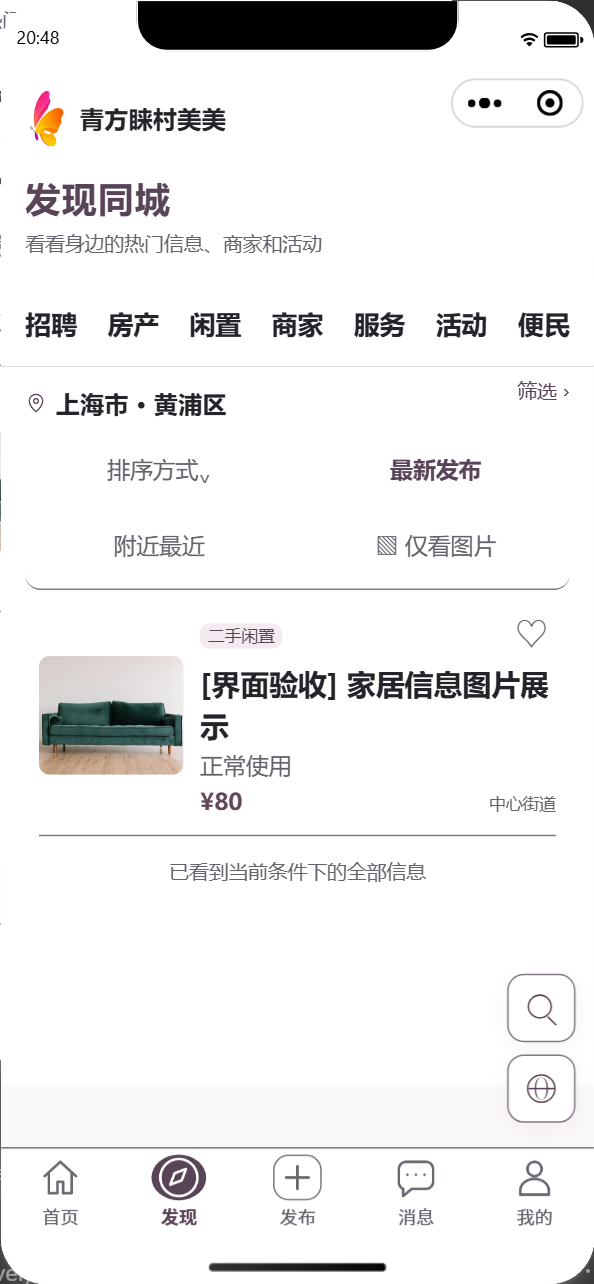 20:48
青方睐村美美
发现同城
看看身边的热门信息、商家和活动
招聘 房产 闲置 商家 服务 活动 便民
上海市·黄浦区 筛选 ›
排序方式 最新发布
附近最近 仅看图片
二手闲置
[界面验收] 家居信息图片展
示
正常使用
¥80 中心街道
已看到当前条件下的全部信息
首页 发现 发布 消息 我的